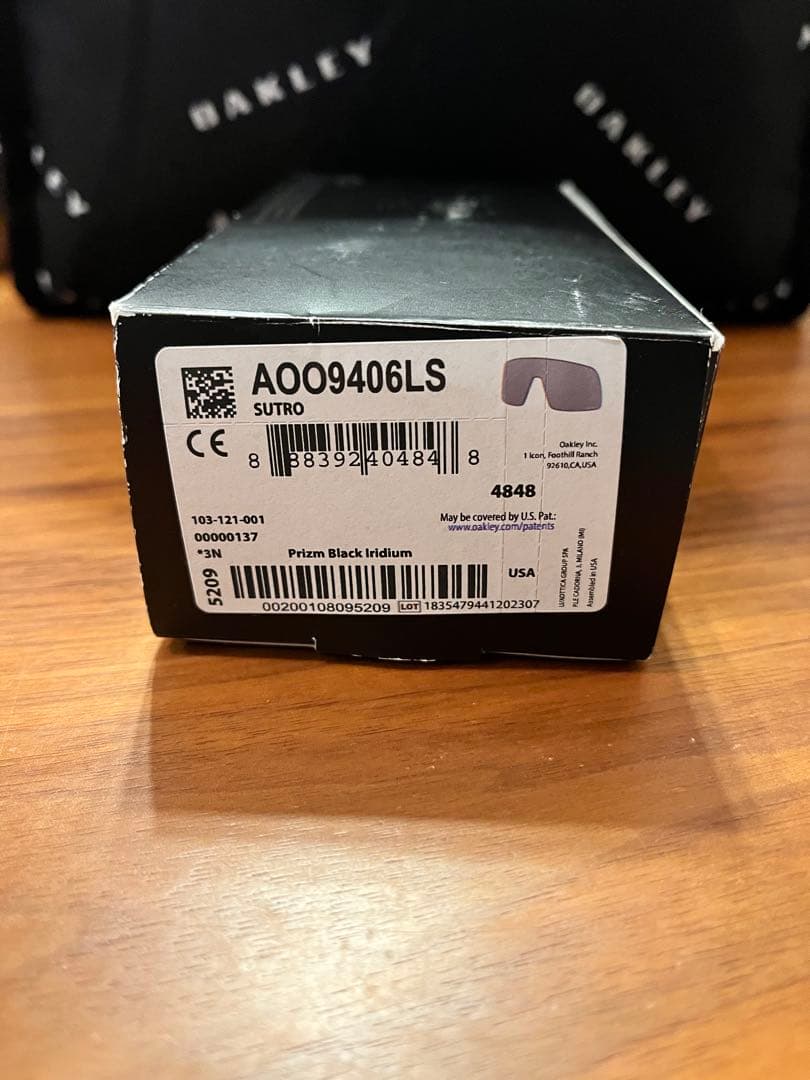 OAKLEY
OAKLEY
AOO9406LS
SUTRO
CE
8 88392 40484 8
Oakley Inc.
1 Icon, Foothill Ranch
92610,CA,USA
4848
103-121-001
00000137
*3N
May be covered by U.S. Pat.:
www.oakley.com/patents
Prizm Black Iridium
5209
USA
00200108095209 LOT 1835479441202307
LUXOTTICA GROUP SPA
P.LE CADORNA, 3, MILANO (MI)
Assembled in USA